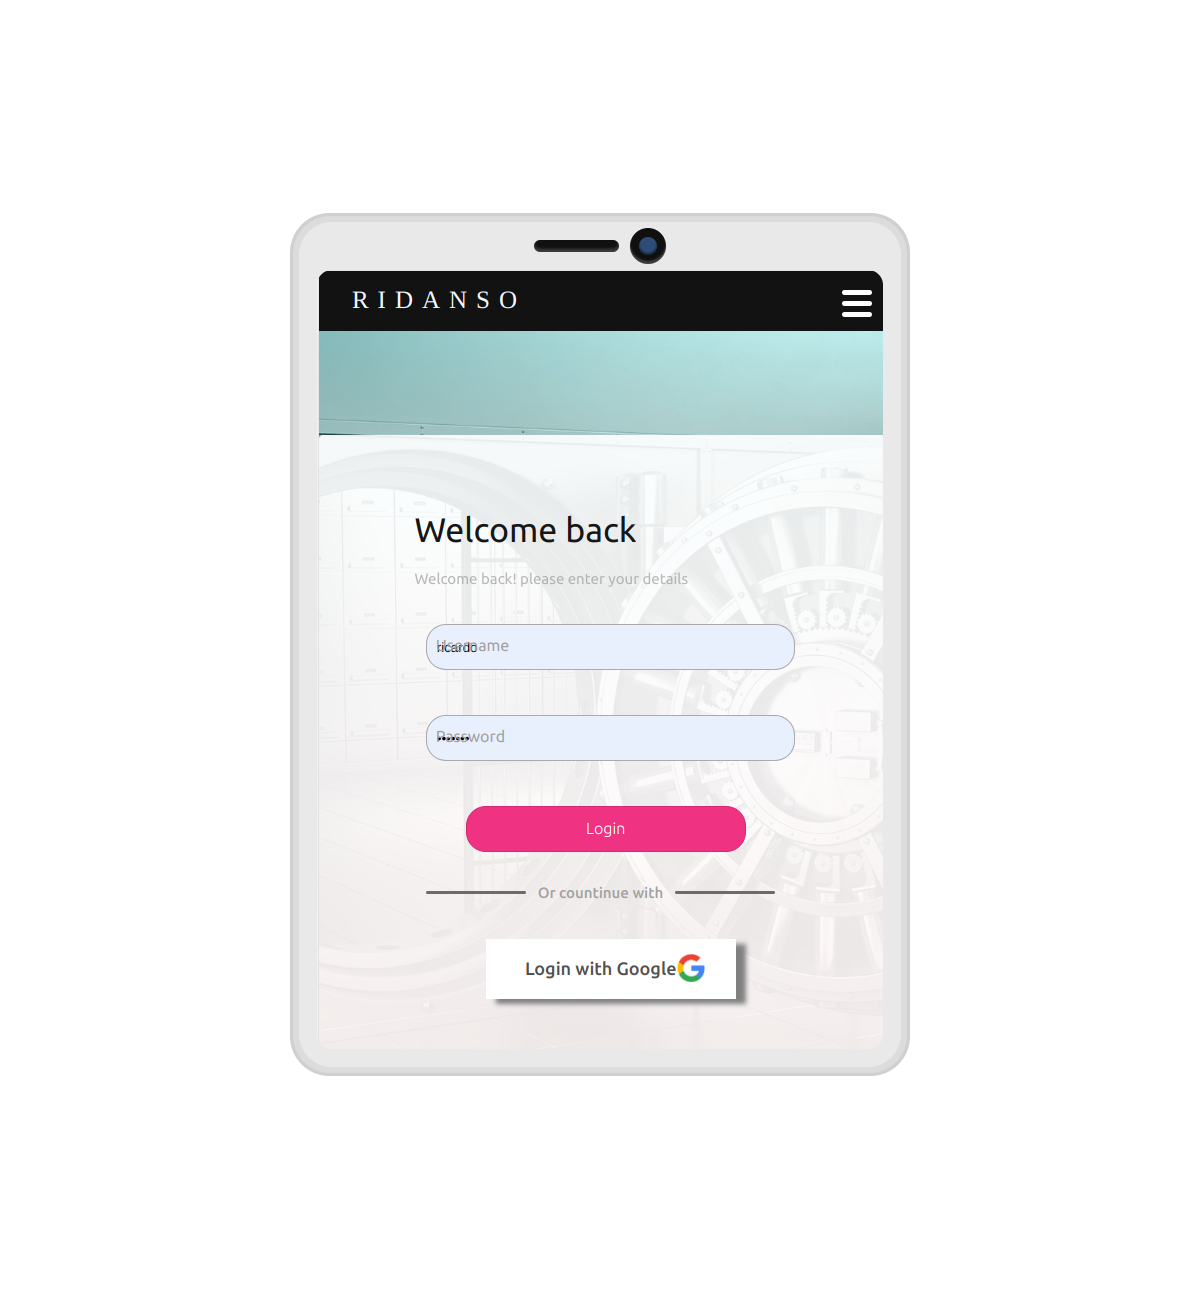 RIDANSO
Welcome back
Welcome back! please enter your details
Username
ricardo
Password
Login
Or countinue with
Login with Google